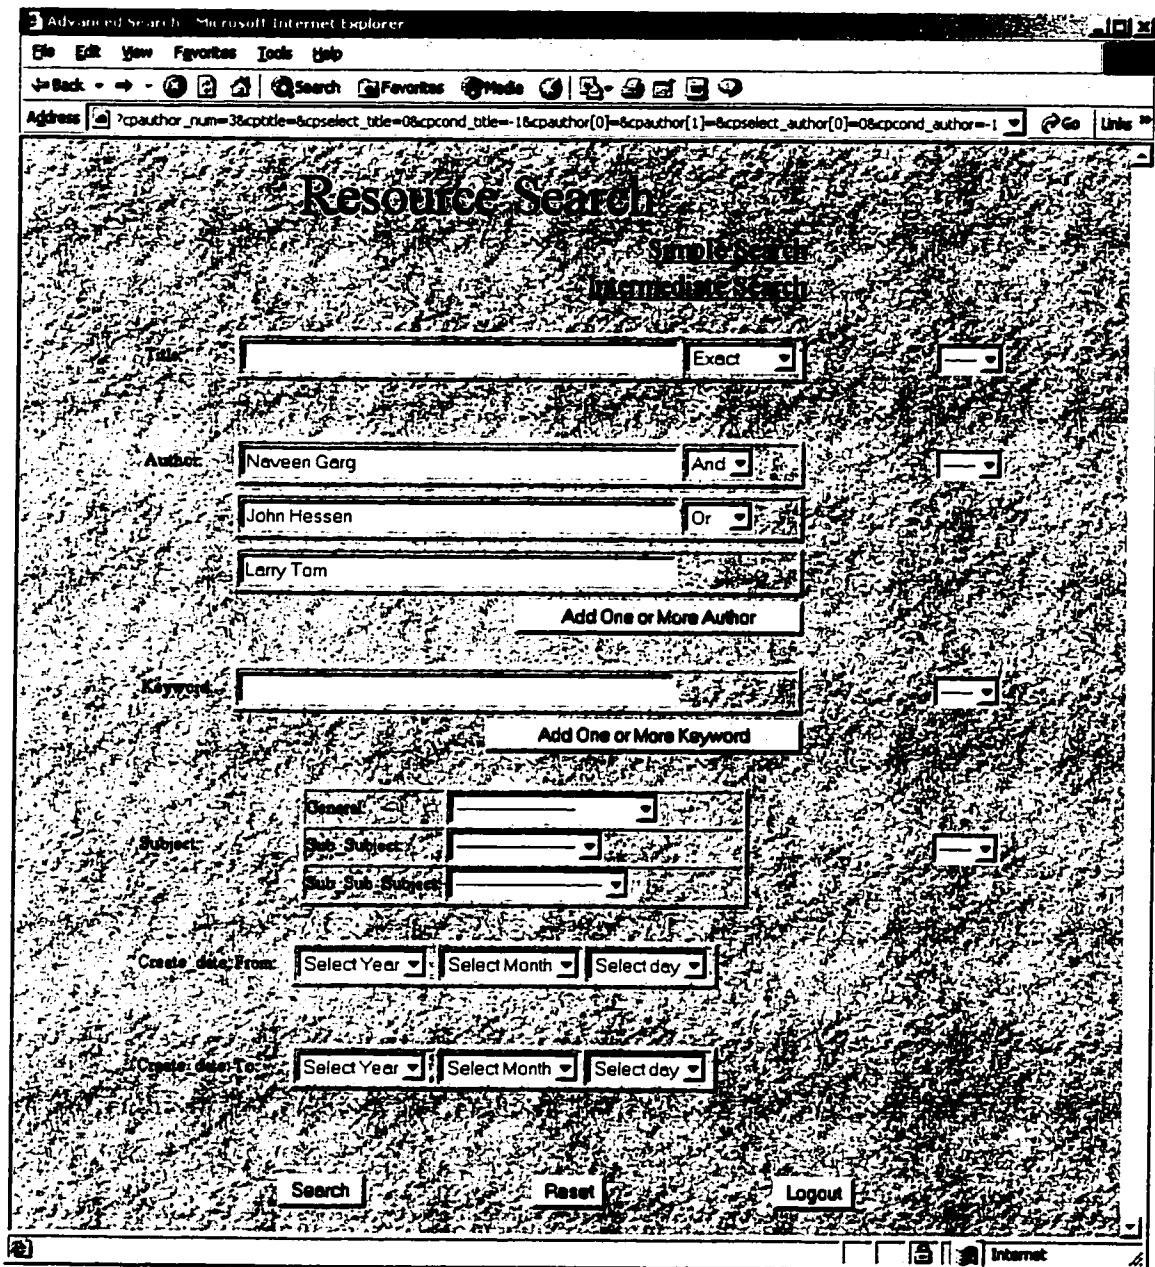 Advanced Search - Microsoft Internet Explorer
File Edit View Favorites Tools Help
Back Search Favorites Media
Address ?cpauthor_num=3&cptitle=&cpselect_title=0&cpcond_title=-1&cpauthor[0]=&cpauthor[1]=&cpselect_author[0]=0&cpcond_author=-1 Go Links »
Resource Search
Simple Search
Intermediate Search
Title: Exact
Author: Naveen Garg And
John Hessen Or
Larry Tom
Add One or More Author
Keyword:
Add One or More Keyword
General:
Subject: Sub_Subject:
Sub_Sub_Subject:
Create_date: From: Select Year Select Month Select day
Create_date: To: Select Year Select Month Select day
Search Reset Logout
Internet